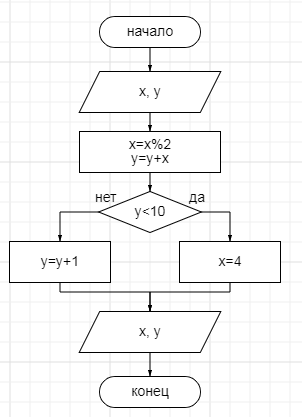 начало
x, y
x=x%2
y=y+x
нет
да
y<10
y=y+1
x=4
x, y
конец